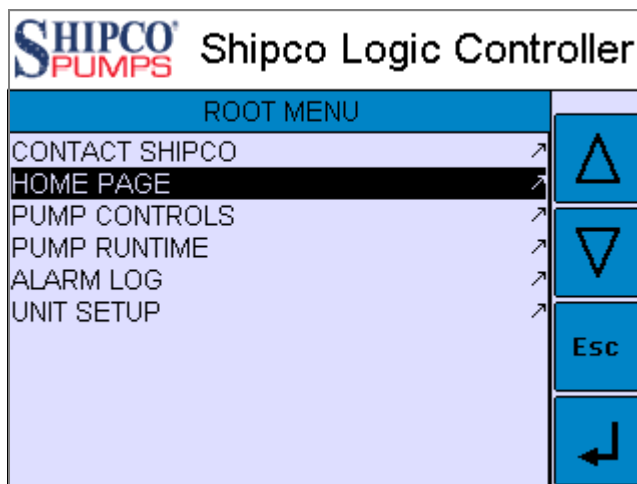 SHIPCO®
PUMPS
Shipco Logic Controller
ROOT MENU
CONTACT SHIPCO
HOME PAGE
PUMP CONTROLS
PUMP RUNTIME
ALARM LOG
UNIT SETUP
Esc